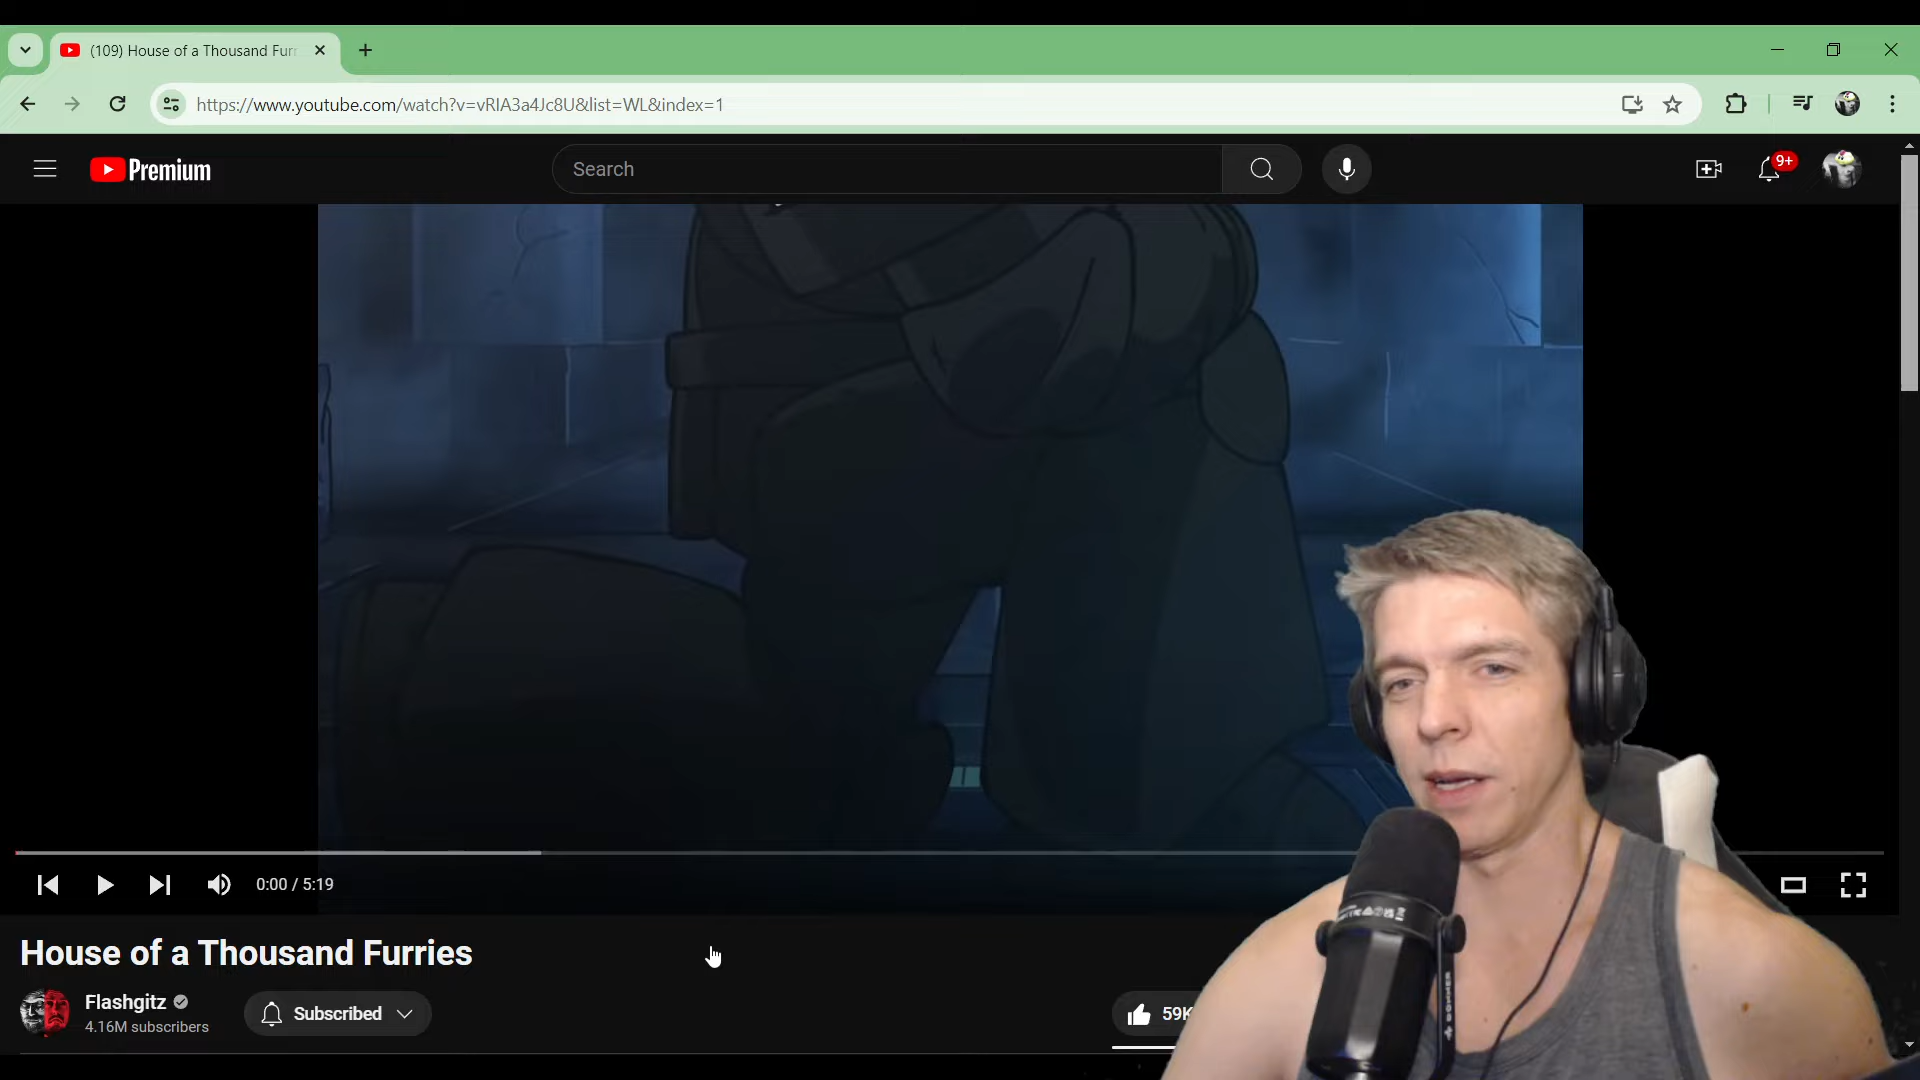 (109) House of a Thousand Furr
https://www.youtube.com/watch?v=vRIA3a4Jc8U&list=WL&index=1
Premium
Search
9+
0:00 / 5:19
House of a Thousand Furries
Flashgitz
4.16M subscribers
Subscribed
59K